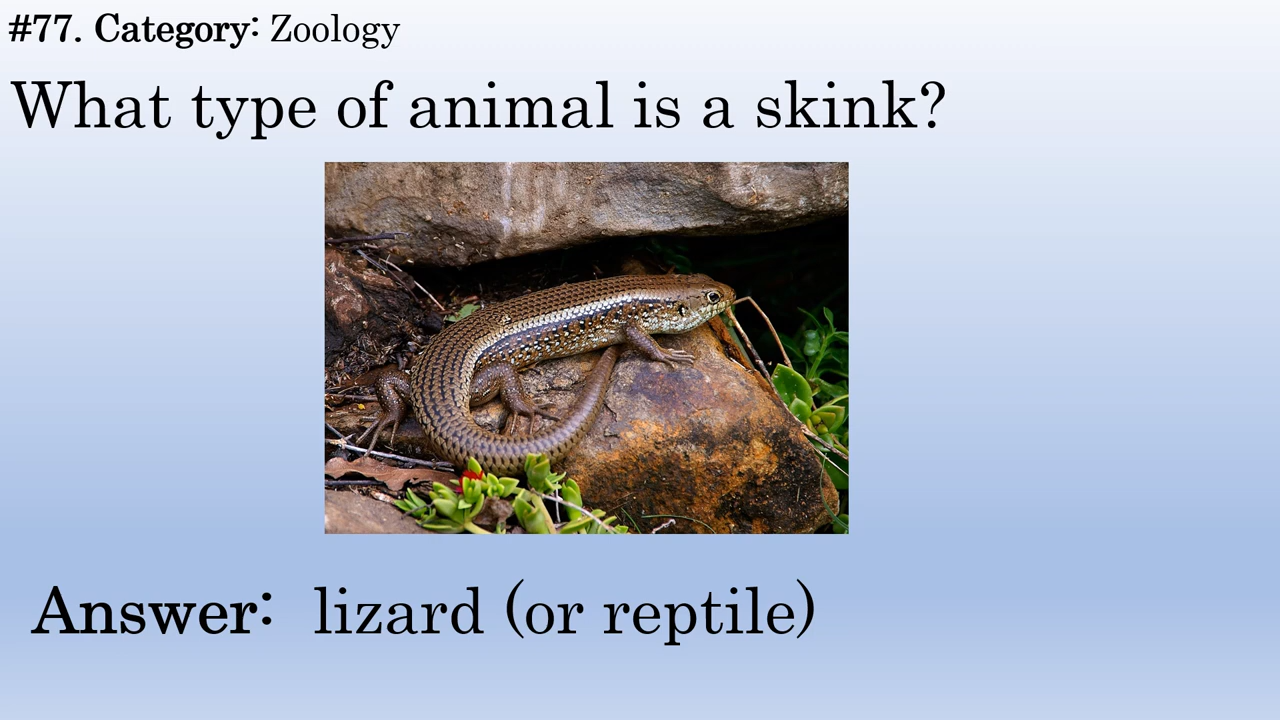 #77. Category: Zoology
What type of animal is a skink?
Answer: lizard (or reptile)